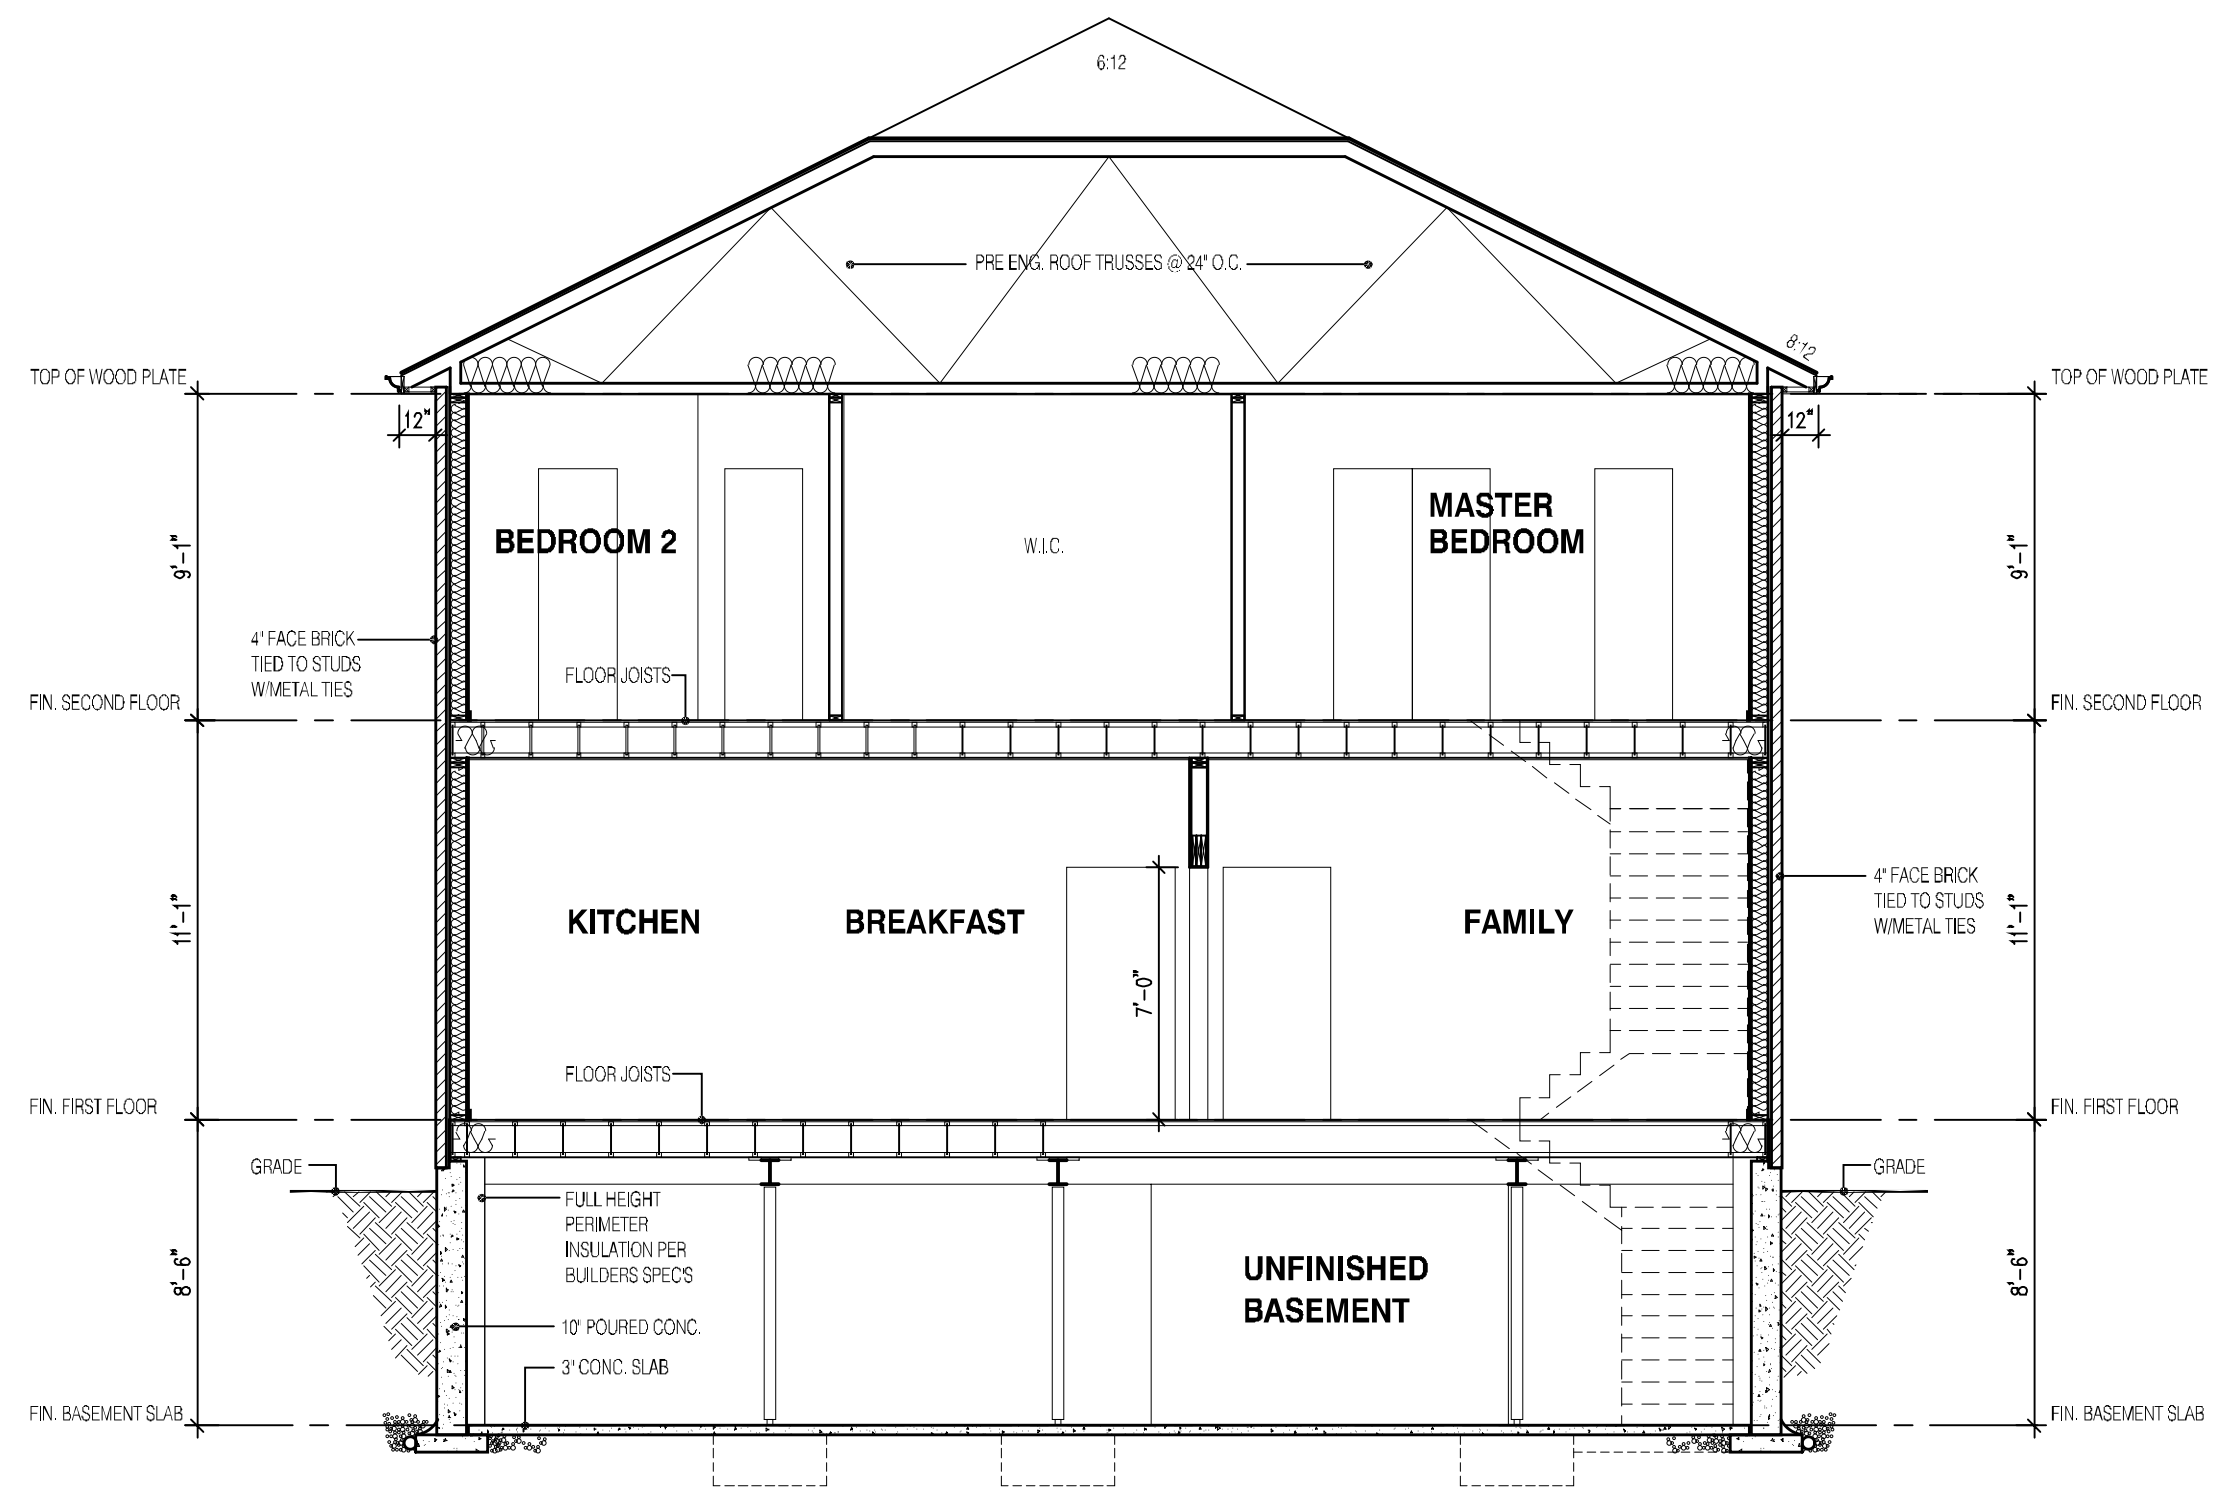 6:12
PRE ENG. ROOF TRUSSES @ 24" O.C.
8:12
TOP OF WOOD PLATE
TOP OF WOOD PLATE
12"
12"
MASTER
BEDROOM
BEDROOM 2
W.I.C.
9'-1"
9'-1"
4" FACE BRICK
TIED TO STUDS
W/METAL TIES
FLOOR JOISTS
FIN. SECOND FLOOR
FIN. SECOND FLOOR
4" FACE BRICK
TIED TO STUDS
W/METAL TIES
KITCHEN
BREAKFAST
FAMILY
11'-1"
11'-1"
7'-0"
FLOOR JOISTS
FIN. FIRST FLOOR
FIN. FIRST FLOOR
GRADE
GRADE
FULL HEIGHT
PERIMETER
INSULATION PER
BUILDERS SPEC'S
8'-6"
8'-6"
UNFINISHED
BASEMENT
10" POURED CONC.
3" CONC. SLAB
FIN. BASEMENT SLAB
FIN. BASEMENT SLAB